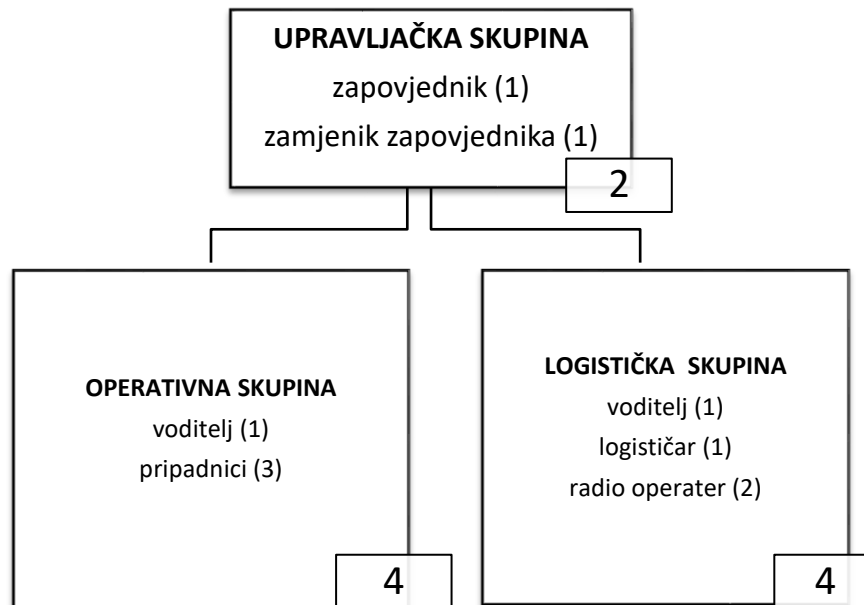 UPRAVLJAČKA SKUPINA
zapovjednik (1)
zamjenik zapovjednika (1)
2
OPERATIVNA SKUPINA
voditelj (1)
pripadnici (3)
4
LOGISTIČKA SKUPINA
voditelj (1)
logističar (1)
radio operater (2)
4